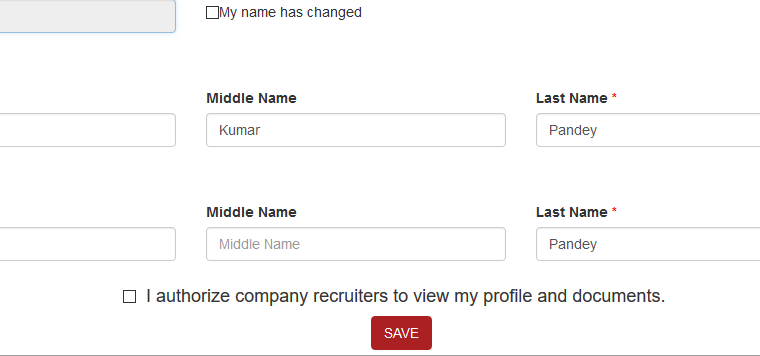 My name has changed
Middle Name Last Name *
Kumar Pandey
Middle Name Last Name *
Middle Name Pandey
I authorize company recruiters to view my profile and documents.
SAVE